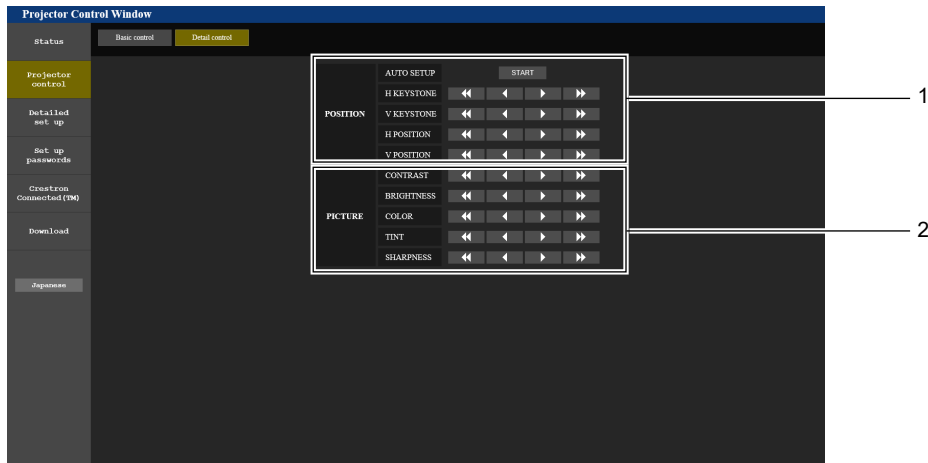 Projector Control Window
Status
Basic control
Detail control
Projector
control
Detailed
set up
Set up
passwords
Crestron
Connected(TM)
Download
Japanese
POSITION
AUTO SETUP START
H KEYSTONE
V KEYSTONE
H POSITION
V POSITION
PICTURE
CONTRAST
BRIGHTNESS
COLOR
TINT
SHARPNESS
1
2